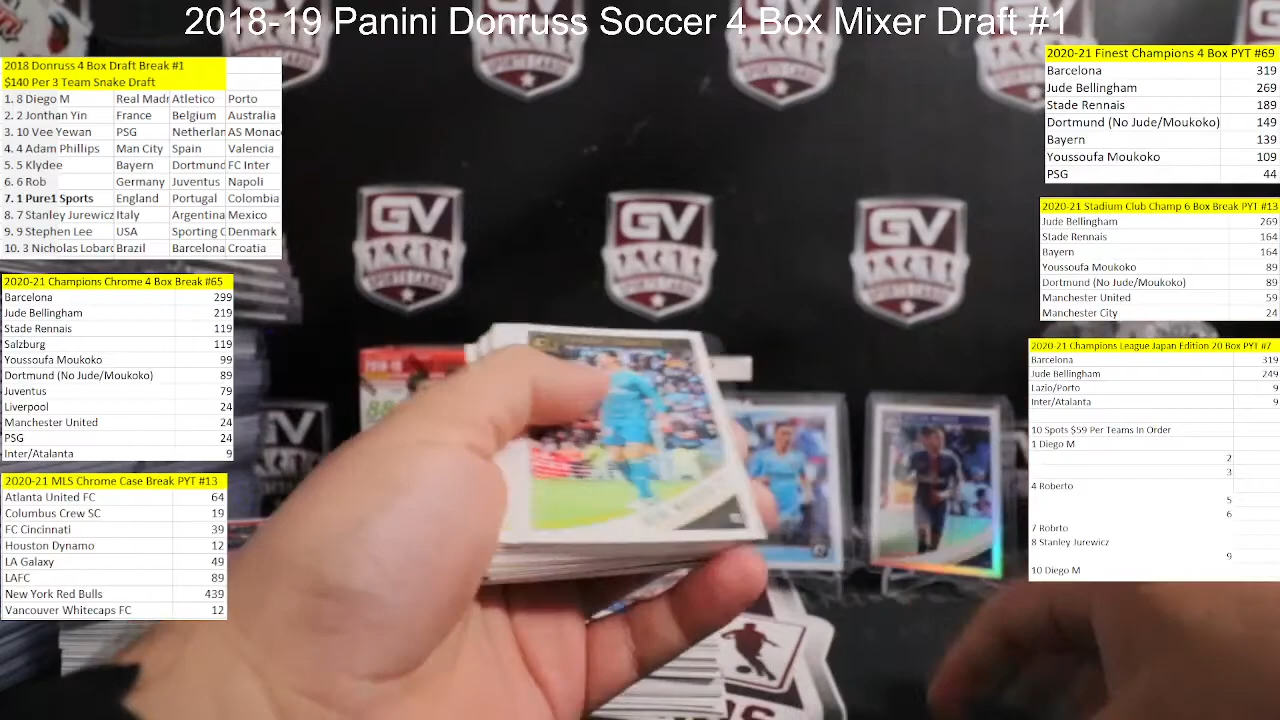 2018-19 Panini Donruss Soccer 4 Box Mixer Draft #1
2018 Donruss 4 Box Draft Break #1
$140 Per 3 Team Snake Draft
1. 8 Diego M Real Madr Atletico Porto
2. 2 Jonthan Yin France Belgium Australia
3. 10 Vee Yewan PSG Netherlar AS Monac
4. 4 Adam Phillips Man City Spain Valencia
5. 5 Klydee Bayern Dortmund FC Inter
6. 6 Rob Germany Juventus Napoli
7. 1 Pure1 Sports England Portugal Colombia
8. 7 Stanley Jurewicz Italy Argentina Mexico
9. 9 Stephen Lee USA Sporting C Denmark
10. 3 Nicholas Lobard Brazil Barcelona Croatia
2020-21 Champions Chrome 4 Box Break #65
Barcelona 299
Jude Bellingham 219
Stade Rennais 119
Salzburg 119
Youssoufa Moukoko 99
Dortmund (No Jude/Moukoko) 89
Juventus 79
Liverpool 24
Manchester United 24
PSG 24
Inter/Atalanta 9
2020-21 MLS Chrome Case Break PYT #13
Atlanta United FC 64
Columbus Crew SC 19
FC Cincinnati 39
Houston Dynamo 12
LA Galaxy 49
LAFC 89
New York Red Bulls 439
Vancouver Whitecaps FC 12
2020-21 Finest Champions 4 Box PYT #69
Barcelona 319
Jude Bellingham 269
Stade Rennais 189
Dortmund (No Jude/Moukoko) 149
Bayern 139
Youssoufa Moukoko 109
PSG 44
2020-21 Stadium Club Champ 6 Box Break PYT #13
Jude Bellingham 269
Stade Rennais 164
Bayern 164
Youssoufa Moukoko 89
Dortmund (No Jude/Moukoko) 89
Manchester United 59
Manchester City 24
2020-21 Champions League Japan Edition 20 Box PYT #7
Barcelona 319
Jude Bellingham 249
Lazio/Porto 9
Inter/Atalanta 9
10 Spots $59 Per Teams In Order
1 Diego M
2
3
4 Roberto
5
6
7 Robrto
8 Stanley Jurewicz
9
10 Diego M
GV
GV
GV
SPORTS CARDS
GV